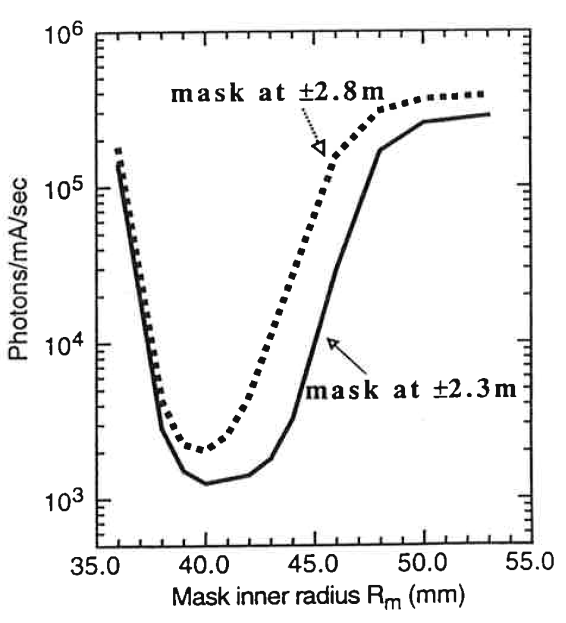 10^6
mask at ±2.8m
10^5
Photons/mA/sec
10^4
mask at ±2.3m
10^3
35.0 40.0 45.0 50.0 55.0
Mask inner radius R_m (mm)